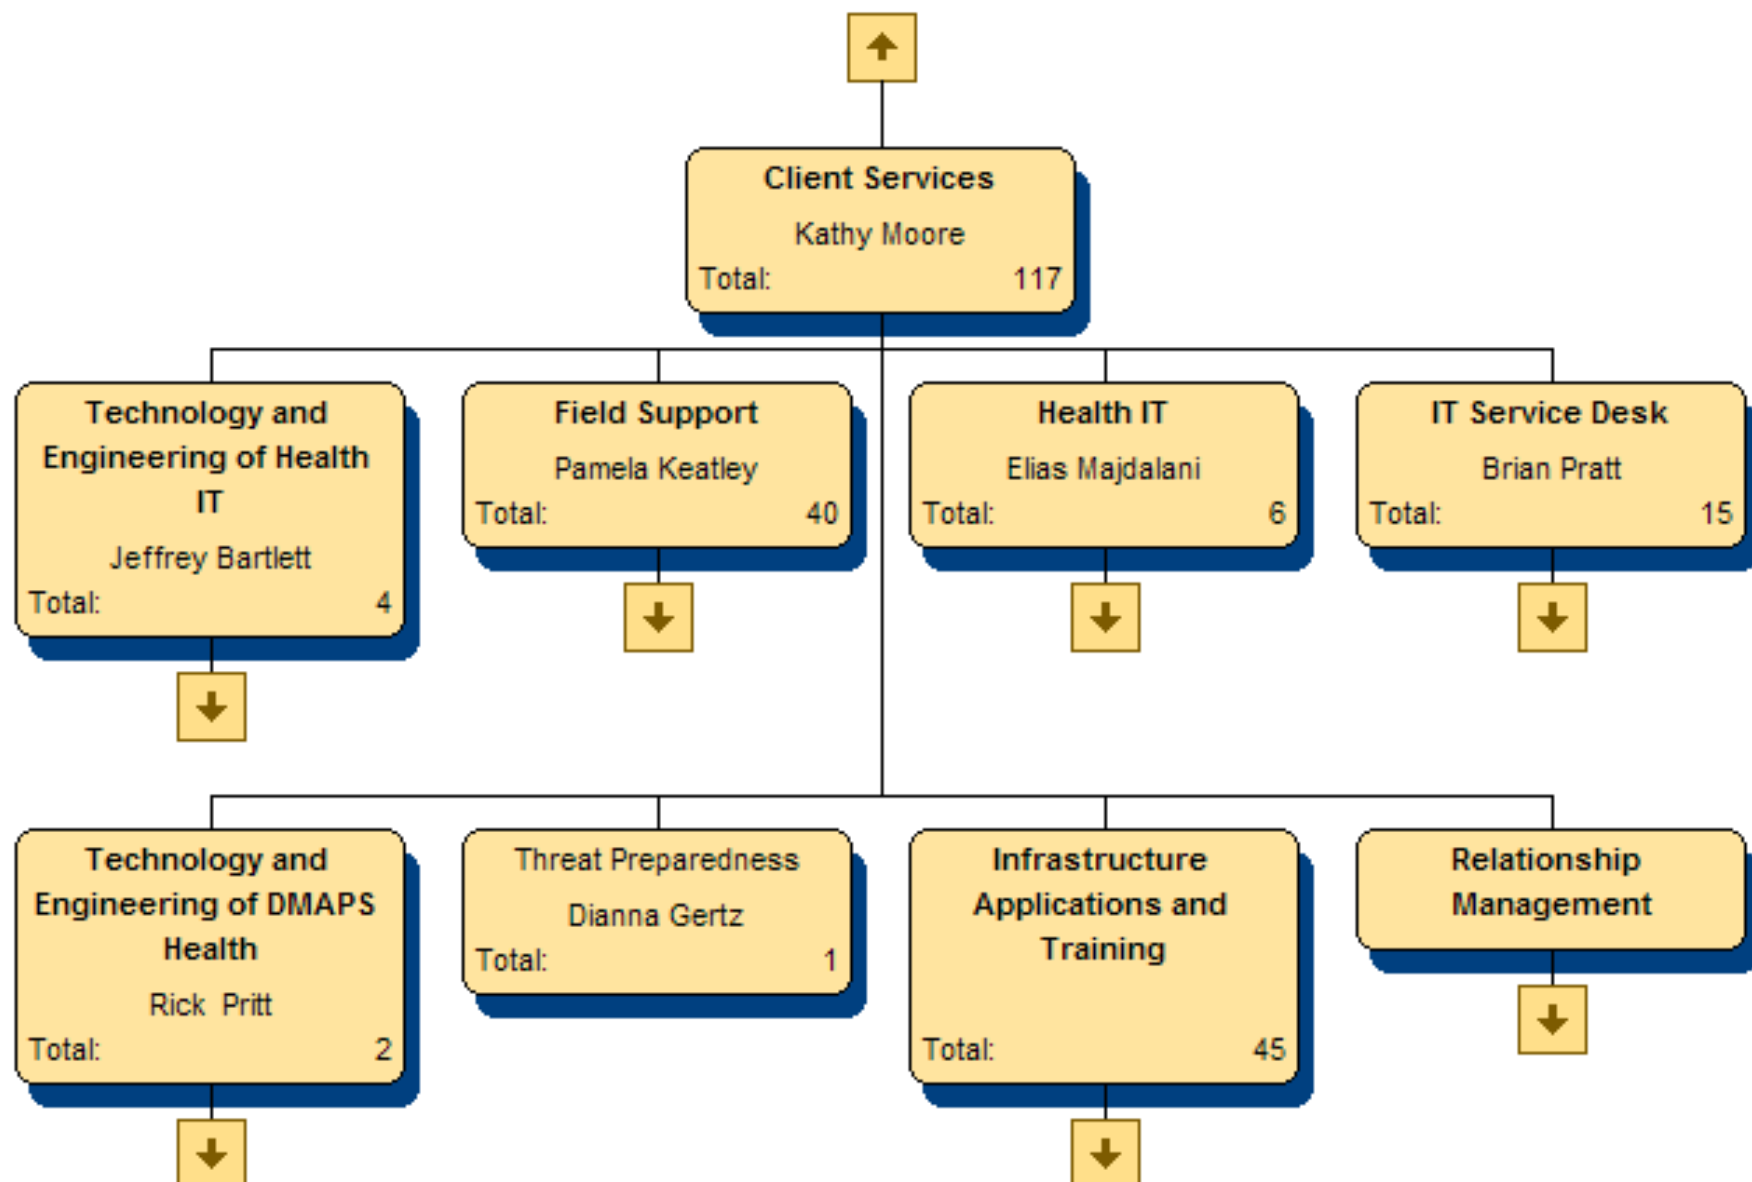 Client Services
Kathy Moore
Total: 117
Technology and
Engineering of Health
IT
Jeffrey Bartlett
Total: 4
Field Support
Pamela Keatley
Total: 40
Health IT
Elias Majdalani
Total: 6
IT Service Desk
Brian Pratt
Total: 15
Technology and
Engineering of DMAPS
Health
Rick  Pritt
Total: 2
Threat Preparedness
Dianna Gertz
Total: 1
Infrastructure
Applications and
Training
Total: 45
Relationship
Management